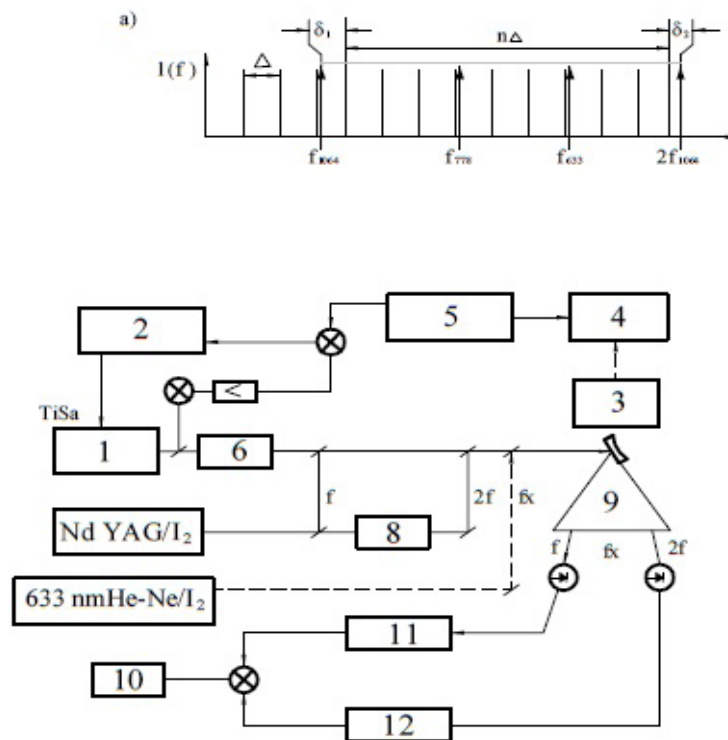 a)
δ₁
nΔ
δ₂
I(f)
Δ
f₁₀₆₄
f₇₇₈
f₆₃₃
2f₁₀₆₄
2
5
4
<
3
TiSa
1
6
f
2f
fx
9
Nd YAG/I₂
8
f
fx
2f
633 nmHe-Ne/I₂
11
10
12